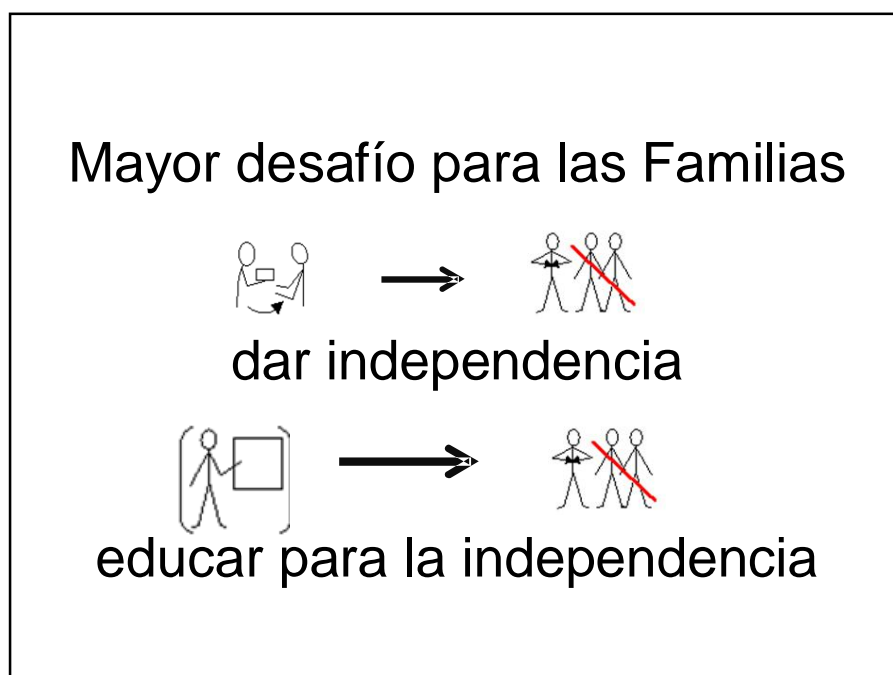 Mayor desafío para las Familias
dar independencia
educar para la independencia